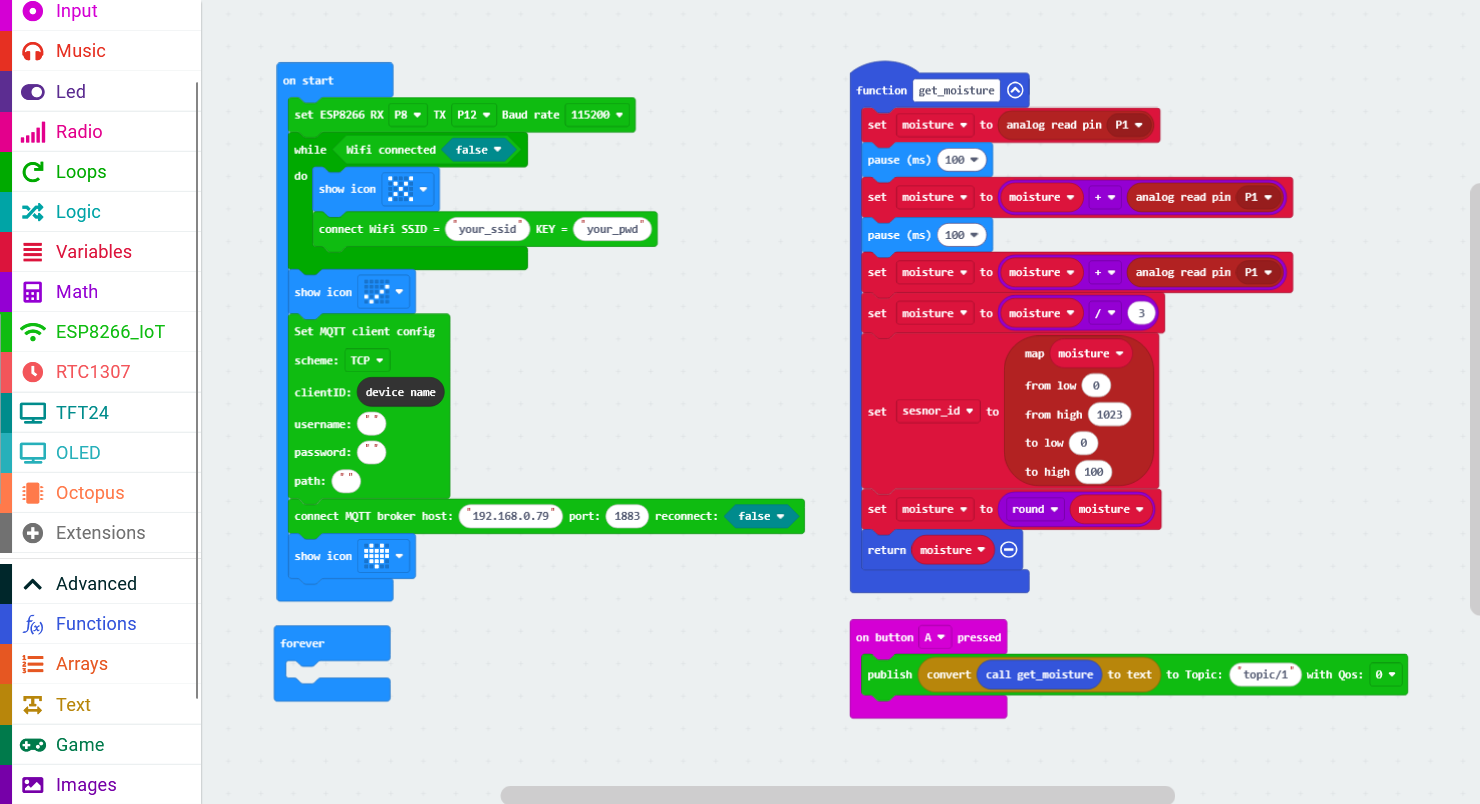 Input
Music
Led
Radio
Loops
Logic
Variables
Math
ESP8266_IoT
RTC1307
TFT24
OLED
Octopus
Extensions
Advanced
Functions
Arrays
Text
Game
Images
on start
set ESP8266 RX P8 TX P12 Baud rate 115200
while Wifi connected false
do
show icon
connect Wifi SSID = "your_ssid" KEY = "your_pwd"
show icon
Set MQTT client config
scheme: TCP
clientID: device name
username: " "
password: " "
path: " "
connect MQTT broker host: "192.168.0.79" port: 1883 reconnect: false
show icon
forever
function get_moisture
set moisture to analog read pin P1
pause (ms) 100
set moisture to moisture + analog read pin P1
pause (ms) 100
set moisture to moisture + analog read pin P1
set moisture to moisture / 3
set sesnor_id to map moisture
from low 0
from high 1023
to low 0
to high 100
set moisture to round moisture
return moisture
on button A pressed
publish convert call get_moisture to text to Topic: "topic/1" with Qos: 0